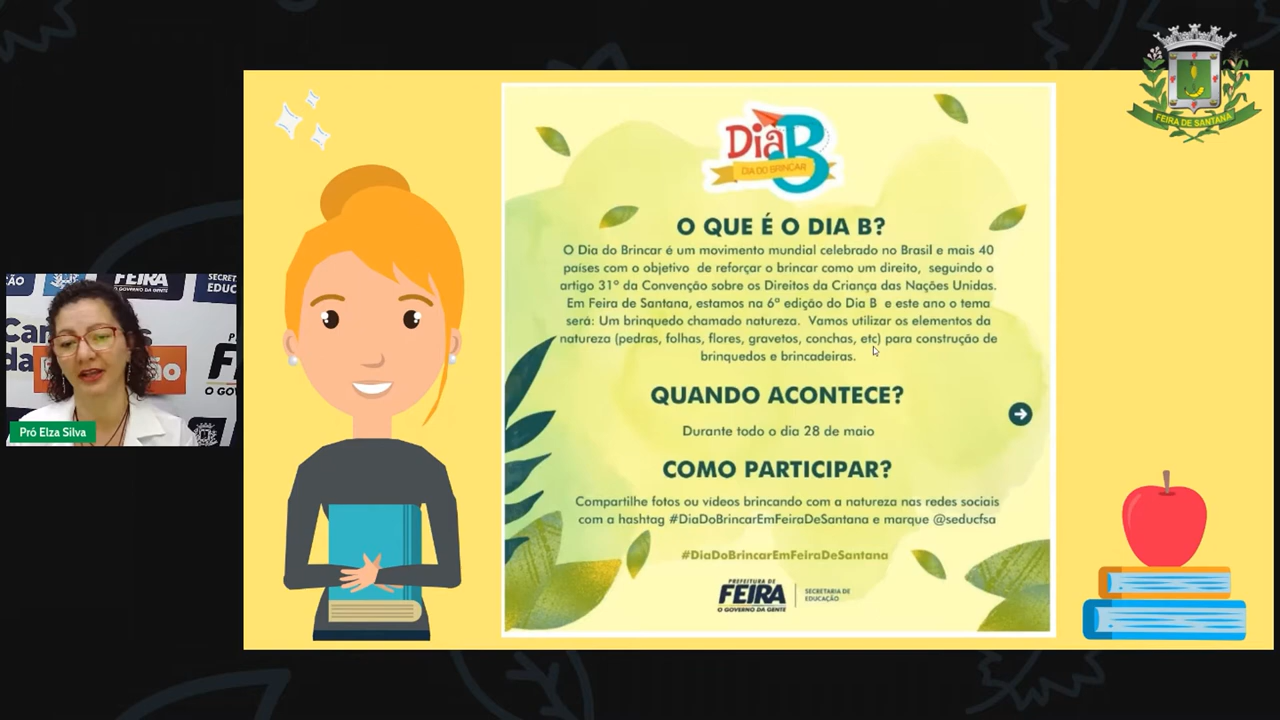 FEIRA DE SANTANA
Dia B
DIA DO BRINCAR
O QUE É O DIA B?
O Dia do Brincar é um movimento mundial celebrado no Brasil e mais 40
países com o objetivo de reforçar o brincar como um direito, seguindo o
artigo 31º da Convenção sobre os Direitos da Criança das Nações Unidas.
Em Feira de Santana, estamos na 6ª edição do Dia B e este ano o tema
será: Um brinquedo chamado natureza. Vamos utilizar os elementos da
natureza (pedras, folhas, flores, gravetos, conchas, etc) para construção de
brinquedos e brincadeiras.
QUANDO ACONTECE?
Durante todo o dia 28 de maio
COMO PARTICIPAR?
Compartilhe fotos ou vídeos brincando com a natureza nas redes sociais
com a hashtag #DiaDoBrincarEmFeiraDeSantana e marque @seducfsa
#DiaDoBrincarEmFeiraDeSantana
PREFEITURA DE
FEIRA
O GOVERNO DA GENTE
SECRETARIA DE
EDUCAÇÃO
FEIRA
O GOVERNO DA GENTE
Pró Elza Silva